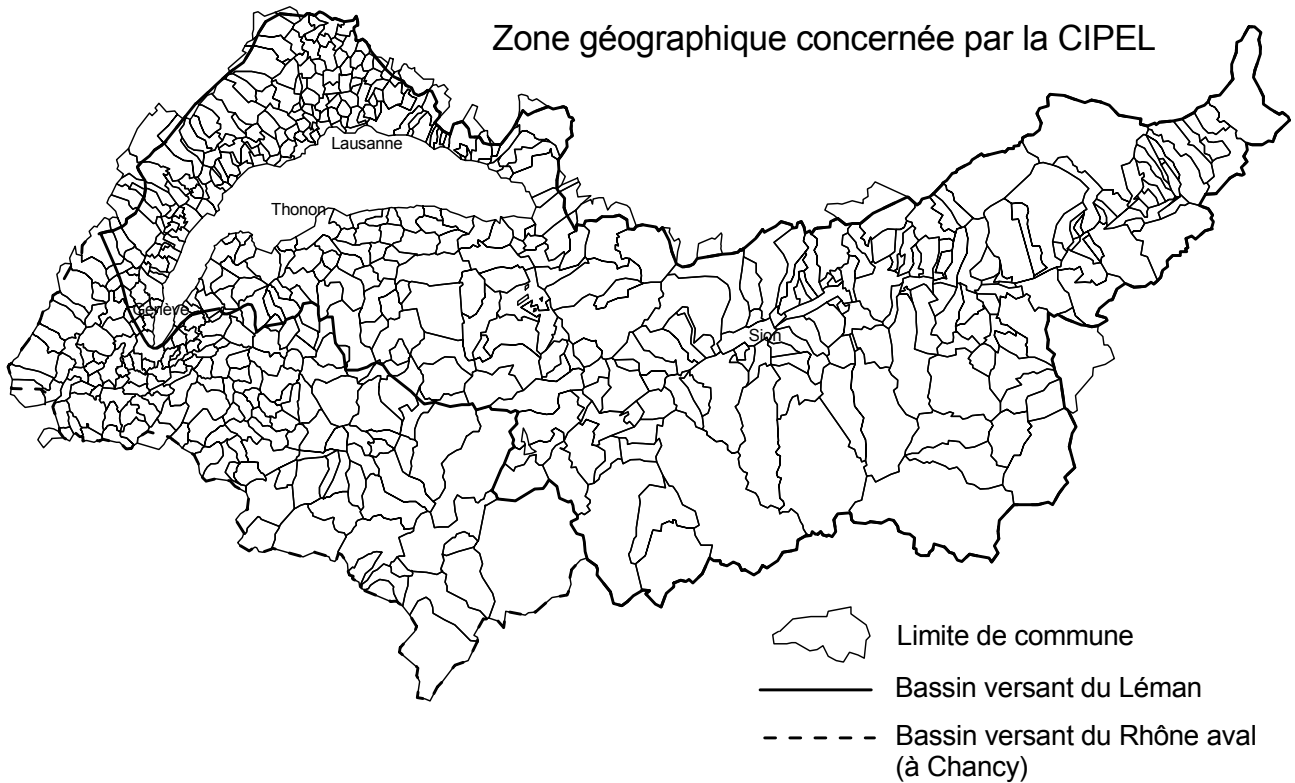 Zone géographique concernée par la CIPEL
Lausanne
Thonon
Genève
Sion
Limite de commune
Bassin versant du Léman
Bassin versant du Rhône aval
(à Chancy)